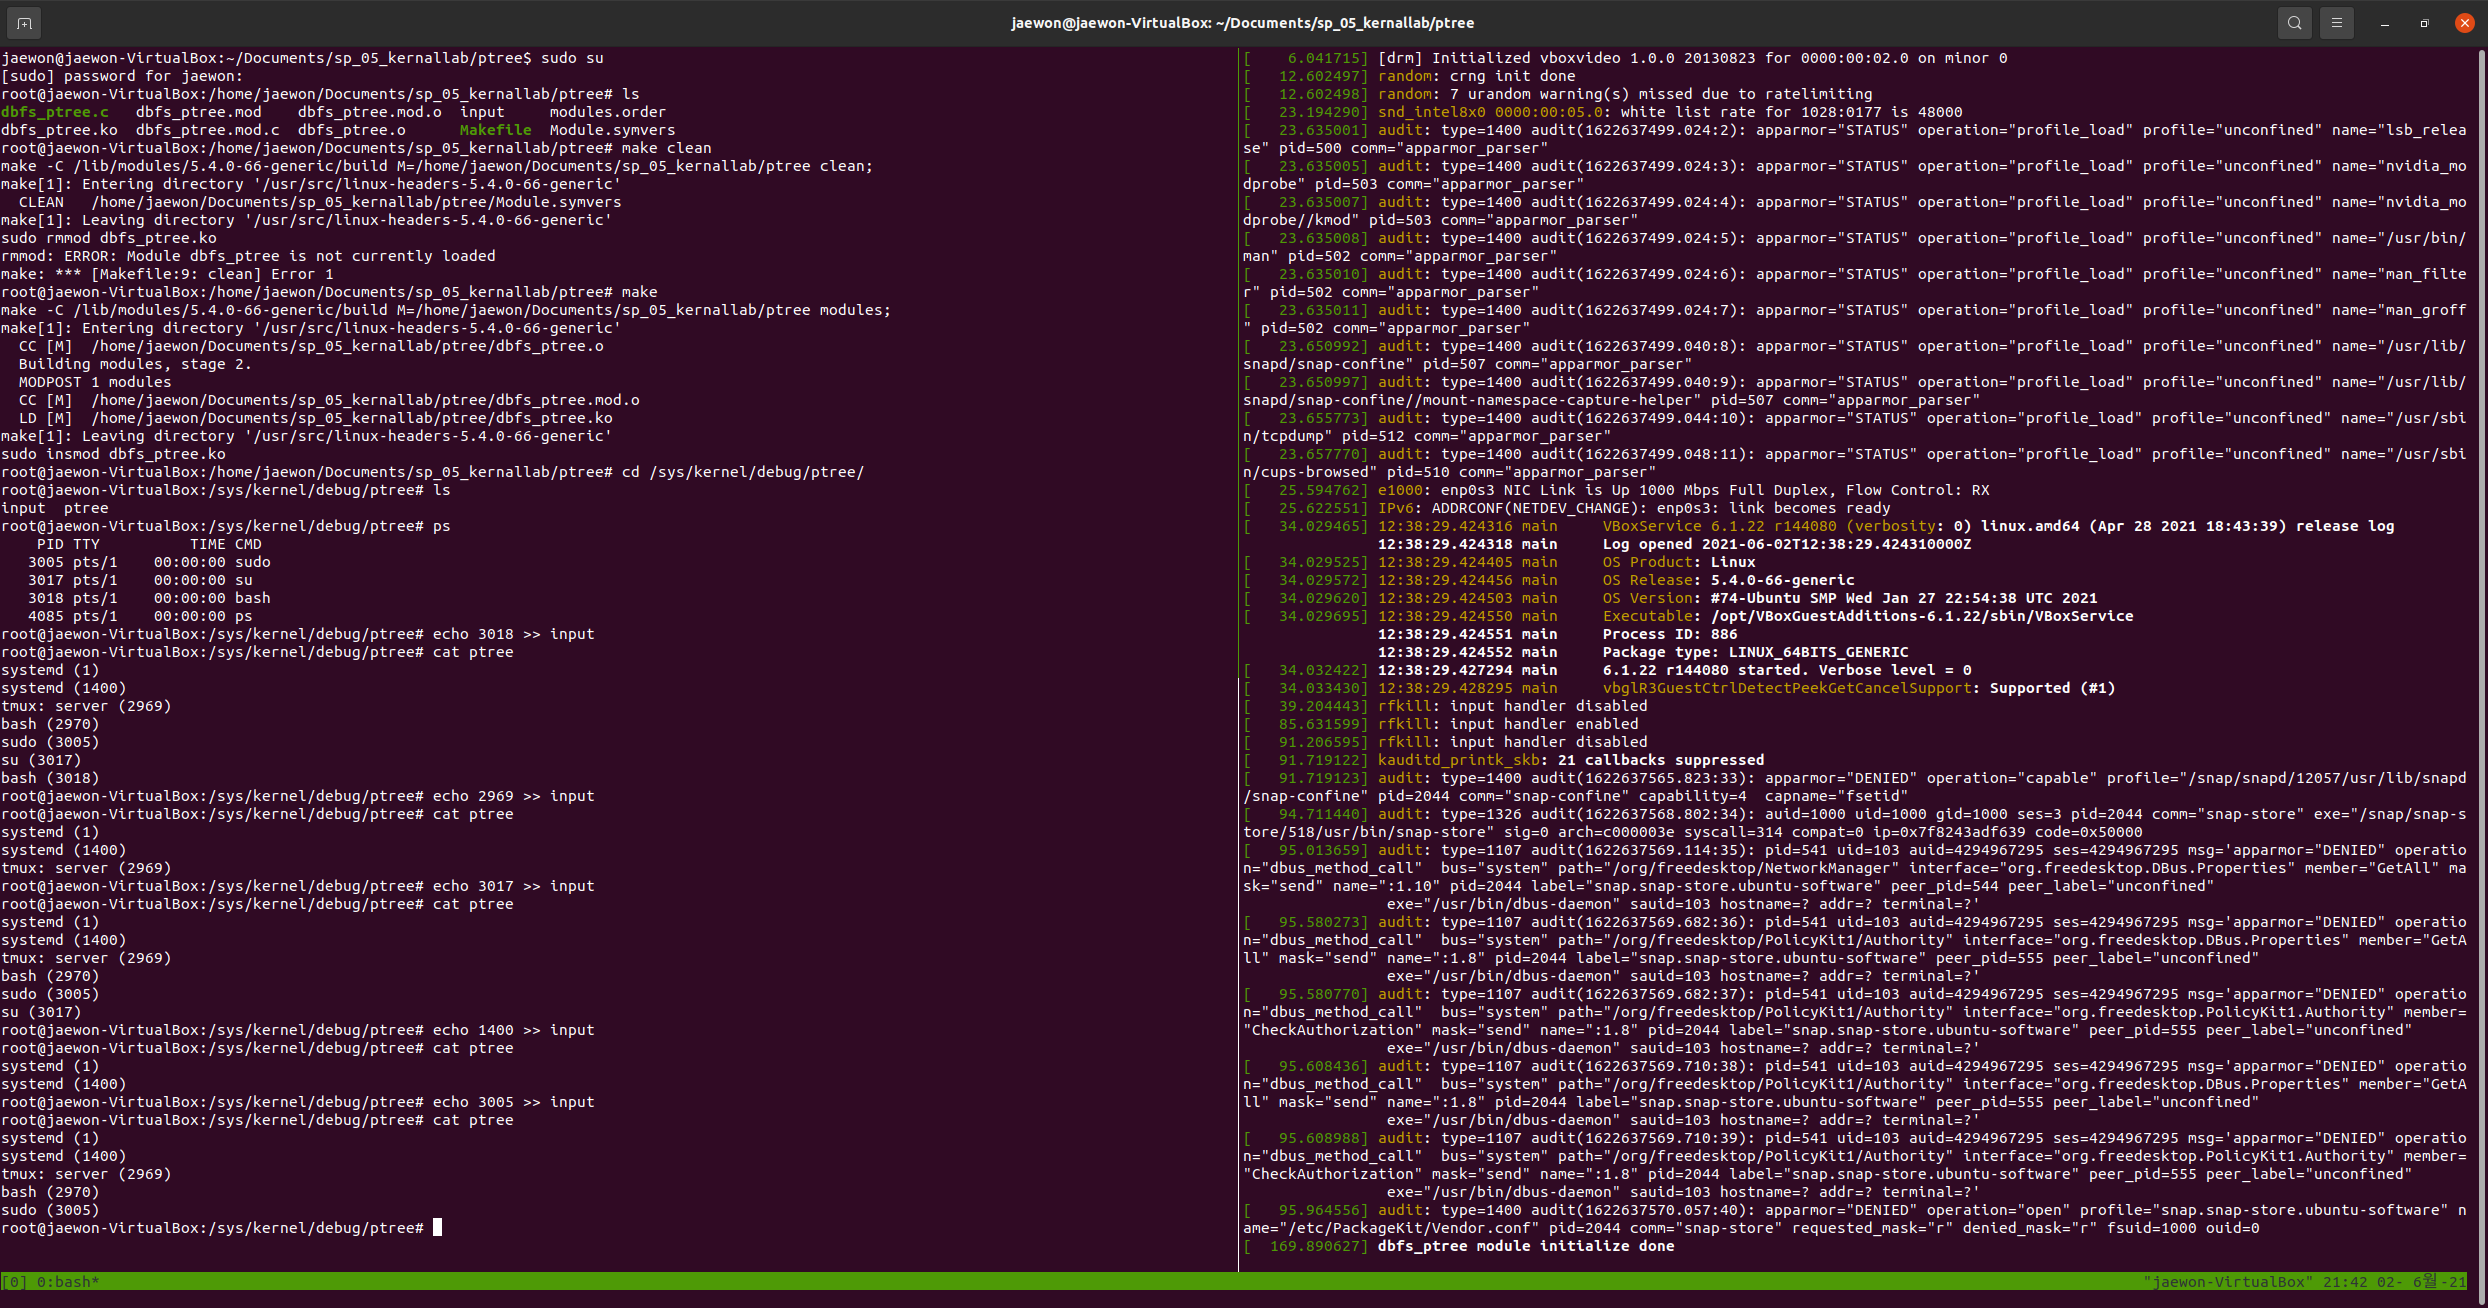 jaewon@jaewon-VirtualBox: ~/Documents/sp_05_kernallab/ptree
jaewon@jaewon-VirtualBox:~/Documents/sp_05_kernallab/ptree$ sudo su
[sudo] password for jaewon:
root@jaewon-VirtualBox:/home/jaewon/Documents/sp_05_kernallab/ptree# ls
dbfs_ptree.c   dbfs_ptree.mod    dbfs_ptree.mod.o  input     modules.order
dbfs_ptree.ko  dbfs_ptree.mod.c  dbfs_ptree.o      Makefile  Module.symvers
root@jaewon-VirtualBox:/home/jaewon/Documents/sp_05_kernallab/ptree# make clean
make -C /lib/modules/5.4.0-66-generic/build M=/home/jaewon/Documents/sp_05_kernallab/ptree clean;
make[1]: Entering directory '/usr/src/linux-headers-5.4.0-66-generic'
  CLEAN   /home/jaewon/Documents/sp_05_kernallab/ptree/Module.symvers
make[1]: Leaving directory '/usr/src/linux-headers-5.4.0-66-generic'
sudo rmmod dbfs_ptree.ko
rmmod: ERROR: Module dbfs_ptree is not currently loaded
make: *** [Makefile:9: clean] Error 1
root@jaewon-VirtualBox:/home/jaewon/Documents/sp_05_kernallab/ptree# make
make -C /lib/modules/5.4.0-66-generic/build M=/home/jaewon/Documents/sp_05_kernallab/ptree modules;
make[1]: Entering directory '/usr/src/linux-headers-5.4.0-66-generic'
  CC [M]  /home/jaewon/Documents/sp_05_kernallab/ptree/dbfs_ptree.o
  Building modules, stage 2.
  MODPOST 1 modules
  CC [M]  /home/jaewon/Documents/sp_05_kernallab/ptree/dbfs_ptree.mod.o
  LD [M]  /home/jaewon/Documents/sp_05_kernallab/ptree/dbfs_ptree.ko
make[1]: Leaving directory '/usr/src/linux-headers-5.4.0-66-generic'
sudo insmod dbfs_ptree.ko
root@jaewon-VirtualBox:/home/jaewon/Documents/sp_05_kernallab/ptree# cd /sys/kernel/debug/ptree/
root@jaewon-VirtualBox:/sys/kernel/debug/ptree# ls
input  ptree
root@jaewon-VirtualBox:/sys/kernel/debug/ptree# ps
    PID TTY          TIME CMD
   3005 pts/1    00:00:00 sudo
   3017 pts/1    00:00:00 su
   3018 pts/1    00:00:00 bash
   4085 pts/1    00:00:00 ps
root@jaewon-VirtualBox:/sys/kernel/debug/ptree# echo 3018 >> input
root@jaewon-VirtualBox:/sys/kernel/debug/ptree# cat ptree
systemd (1)
systemd (1400)
tmux: server (2969)
bash (2970)
sudo (3005)
su (3017)
bash (3018)
root@jaewon-VirtualBox:/sys/kernel/debug/ptree# echo 2969 >> input
root@jaewon-VirtualBox:/sys/kernel/debug/ptree# cat ptree
systemd (1)
systemd (1400)
tmux: server (2969)
root@jaewon-VirtualBox:/sys/kernel/debug/ptree# echo 3017 >> input
root@jaewon-VirtualBox:/sys/kernel/debug/ptree# cat ptree
systemd (1)
systemd (1400)
tmux: server (2969)
bash (2970)
sudo (3005)
su (3017)
root@jaewon-VirtualBox:/sys/kernel/debug/ptree# echo 1400 >> input
root@jaewon-VirtualBox:/sys/kernel/debug/ptree# cat ptree
systemd (1)
systemd (1400)
root@jaewon-VirtualBox:/sys/kernel/debug/ptree# echo 3005 >> input
root@jaewon-VirtualBox:/sys/kernel/debug/ptree# cat ptree
systemd (1)
systemd (1400)
tmux: server (2969)
bash (2970)
sudo (3005)
root@jaewon-VirtualBox:/sys/kernel/debug/ptree#
[    6.041715] [drm] Initialized vboxvideo 1.0.0 20130823 for 0000:00:02.0 on minor 0
[   12.602497] random: crng init done
[   12.602498] random: 7 urandom warning(s) missed due to ratelimiting
[   23.194290] snd_intel8x0 0000:00:05.0: white list rate for 1028:0177 is 48000
[   23.635001] audit: type=1400 audit(1622637499.024:2): apparmor="STATUS" operation="profile_load" profile="unconfined" name="lsb_relea
se" pid=500 comm="apparmor_parser"
[   23.635005] audit: type=1400 audit(1622637499.024:3): apparmor="STATUS" operation="profile_load" profile="unconfined" name="nvidia_mo
dprobe" pid=503 comm="apparmor_parser"
[   23.635007] audit: type=1400 audit(1622637499.024:4): apparmor="STATUS" operation="profile_load" profile="unconfined" name="nvidia_mo
dprobe//kmod" pid=503 comm="apparmor_parser"
[   23.635008] audit: type=1400 audit(1622637499.024:5): apparmor="STATUS" operation="profile_load" profile="unconfined" name="/usr/bin/
man" pid=502 comm="apparmor_parser"
[   23.635010] audit: type=1400 audit(1622637499.024:6): apparmor="STATUS" operation="profile_load" profile="unconfined" name="man_filte
r" pid=502 comm="apparmor_parser"
[   23.635011] audit: type=1400 audit(1622637499.024:7): apparmor="STATUS" operation="profile_load" profile="unconfined" name="man_groff
" pid=502 comm="apparmor_parser"
[   23.650992] audit: type=1400 audit(1622637499.040:8): apparmor="STATUS" operation="profile_load" profile="unconfined" name="/usr/lib/
snapd/snap-confine" pid=507 comm="apparmor_parser"
[   23.650997] audit: type=1400 audit(1622637499.040:9): apparmor="STATUS" operation="profile_load" profile="unconfined" name="/usr/lib/
snapd/snap-confine//mount-namespace-capture-helper" pid=507 comm="apparmor_parser"
[   23.655773] audit: type=1400 audit(1622637499.044:10): apparmor="STATUS" operation="profile_load" profile="unconfined" name="/usr/sbi
n/tcpdump" pid=512 comm="apparmor_parser"
[   23.657770] audit: type=1400 audit(1622637499.048:11): apparmor="STATUS" operation="profile_load" profile="unconfined" name="/usr/sbi
n/cups-browsed" pid=510 comm="apparmor_parser"
[   25.594762] e1000: enp0s3 NIC Link is Up 1000 Mbps Full Duplex, Flow Control: RX
[   25.622551] IPv6: ADDRCONF(NETDEV_CHANGE): enp0s3: link becomes ready
[   34.029465] 12:38:29.424316 main     VBoxService 6.1.22 r144080 (verbosity: 0) linux.amd64 (Apr 28 2021 18:43:39) release log
               12:38:29.424318 main     Log opened 2021-06-02T12:38:29.424310000Z
[   34.029525] 12:38:29.424405 main     OS Product: Linux
[   34.029572] 12:38:29.424456 main     OS Release: 5.4.0-66-generic
[   34.029620] 12:38:29.424503 main     OS Version: #74-Ubuntu SMP Wed Jan 27 22:54:38 UTC 2021
[   34.029695] 12:38:29.424550 main     Executable: /opt/VBoxGuestAdditions-6.1.22/sbin/VBoxService
               12:38:29.424551 main     Process ID: 886
               12:38:29.424552 main     Package type: LINUX_64BITS_GENERIC
[   34.032422] 12:38:29.427294 main     6.1.22 r144080 started. Verbose level = 0
[   34.033430] 12:38:29.428295 main     vbglR3GuestCtrlDetectPeekGetCancelSupport: Supported (#1)
[   39.204443] rfkill: input handler disabled
[   85.631599] rfkill: input handler enabled
[   91.206595] rfkill: input handler disabled
[   91.719122] kauditd_printk_skb: 21 callbacks suppressed
[   91.719123] audit: type=1400 audit(1622637565.823:33): apparmor="DENIED" operation="capable" profile="/snap/snapd/12057/usr/lib/snapd
/snap-confine" pid=2044 comm="snap-confine" capability=4  capname="fsetid"
[   94.711440] audit: type=1326 audit(1622637568.802:34): auid=1000 uid=1000 gid=1000 ses=3 pid=2044 comm="snap-store" exe="/snap/snap-s
tore/518/usr/bin/snap-store" sig=0 arch=c000003e syscall=314 compat=0 ip=0x7f8243adf639 code=0x50000
[   95.013659] audit: type=1107 audit(1622637569.114:35): pid=541 uid=103 auid=4294967295 ses=4294967295 msg='apparmor="DENIED" operatio
n="dbus_method_call"  bus="system" path="/org/freedesktop/NetworkManager" interface="org.freedesktop.DBus.Properties" member="GetAll" ma
sk="send" name=":1.10" pid=2044 label="snap.snap-store.ubuntu-software" peer_pid=544 peer_label="unconfined"
                exe="/usr/bin/dbus-daemon" sauid=103 hostname=? addr=? terminal=?'
[   95.580273] audit: type=1107 audit(1622637569.682:36): pid=541 uid=103 auid=4294967295 ses=4294967295 msg='apparmor="DENIED" operatio
n="dbus_method_call"  bus="system" path="/org/freedesktop/PolicyKit1/Authority" interface="org.freedesktop.DBus.Properties" member="GetA
ll" mask="send" name=":1.8" pid=2044 label="snap.snap-store.ubuntu-software" peer_pid=555 peer_label="unconfined"
                exe="/usr/bin/dbus-daemon" sauid=103 hostname=? addr=? terminal=?'
[   95.580770] audit: type=1107 audit(1622637569.682:37): pid=541 uid=103 auid=4294967295 ses=4294967295 msg='apparmor="DENIED" operatio
n="dbus_method_call"  bus="system" path="/org/freedesktop/PolicyKit1/Authority" interface="org.freedesktop.PolicyKit1.Authority" member=
"CheckAuthorization" mask="send" name=":1.8" pid=2044 label="snap.snap-store.ubuntu-software" peer_pid=555 peer_label="unconfined"
                exe="/usr/bin/dbus-daemon" sauid=103 hostname=? addr=? terminal=?'
[   95.608436] audit: type=1107 audit(1622637569.710:38): pid=541 uid=103 auid=4294967295 ses=4294967295 msg='apparmor="DENIED" operatio
n="dbus_method_call"  bus="system" path="/org/freedesktop/PolicyKit1/Authority" interface="org.freedesktop.DBus.Properties" member="GetA
ll" mask="send" name=":1.8" pid=2044 label="snap.snap-store.ubuntu-software" peer_pid=555 peer_label="unconfined"
                exe="/usr/bin/dbus-daemon" sauid=103 hostname=? addr=? terminal=?'
[   95.608988] audit: type=1107 audit(1622637569.710:39): pid=541 uid=103 auid=4294967295 ses=4294967295 msg='apparmor="DENIED" operatio
n="dbus_method_call"  bus="system" path="/org/freedesktop/PolicyKit1/Authority" interface="org.freedesktop.PolicyKit1.Authority" member=
"CheckAuthorization" mask="send" name=":1.8" pid=2044 label="snap.snap-store.ubuntu-software" peer_pid=555 peer_label="unconfined"
                exe="/usr/bin/dbus-daemon" sauid=103 hostname=? addr=? terminal=?'
[   95.964556] audit: type=1400 audit(1622637570.057:40): apparmor="DENIED" operation="open" profile="snap.snap-store.ubuntu-software" n
ame="/etc/PackageKit/Vendor.conf" pid=2044 comm="snap-store" requested_mask="r" denied_mask="r" fsuid=1000 ouid=0
[  169.890627] dbfs_ptree module initialize done
[0] 0:bash*
"jaewon-VirtualBox" 21:42 02- 6월-21